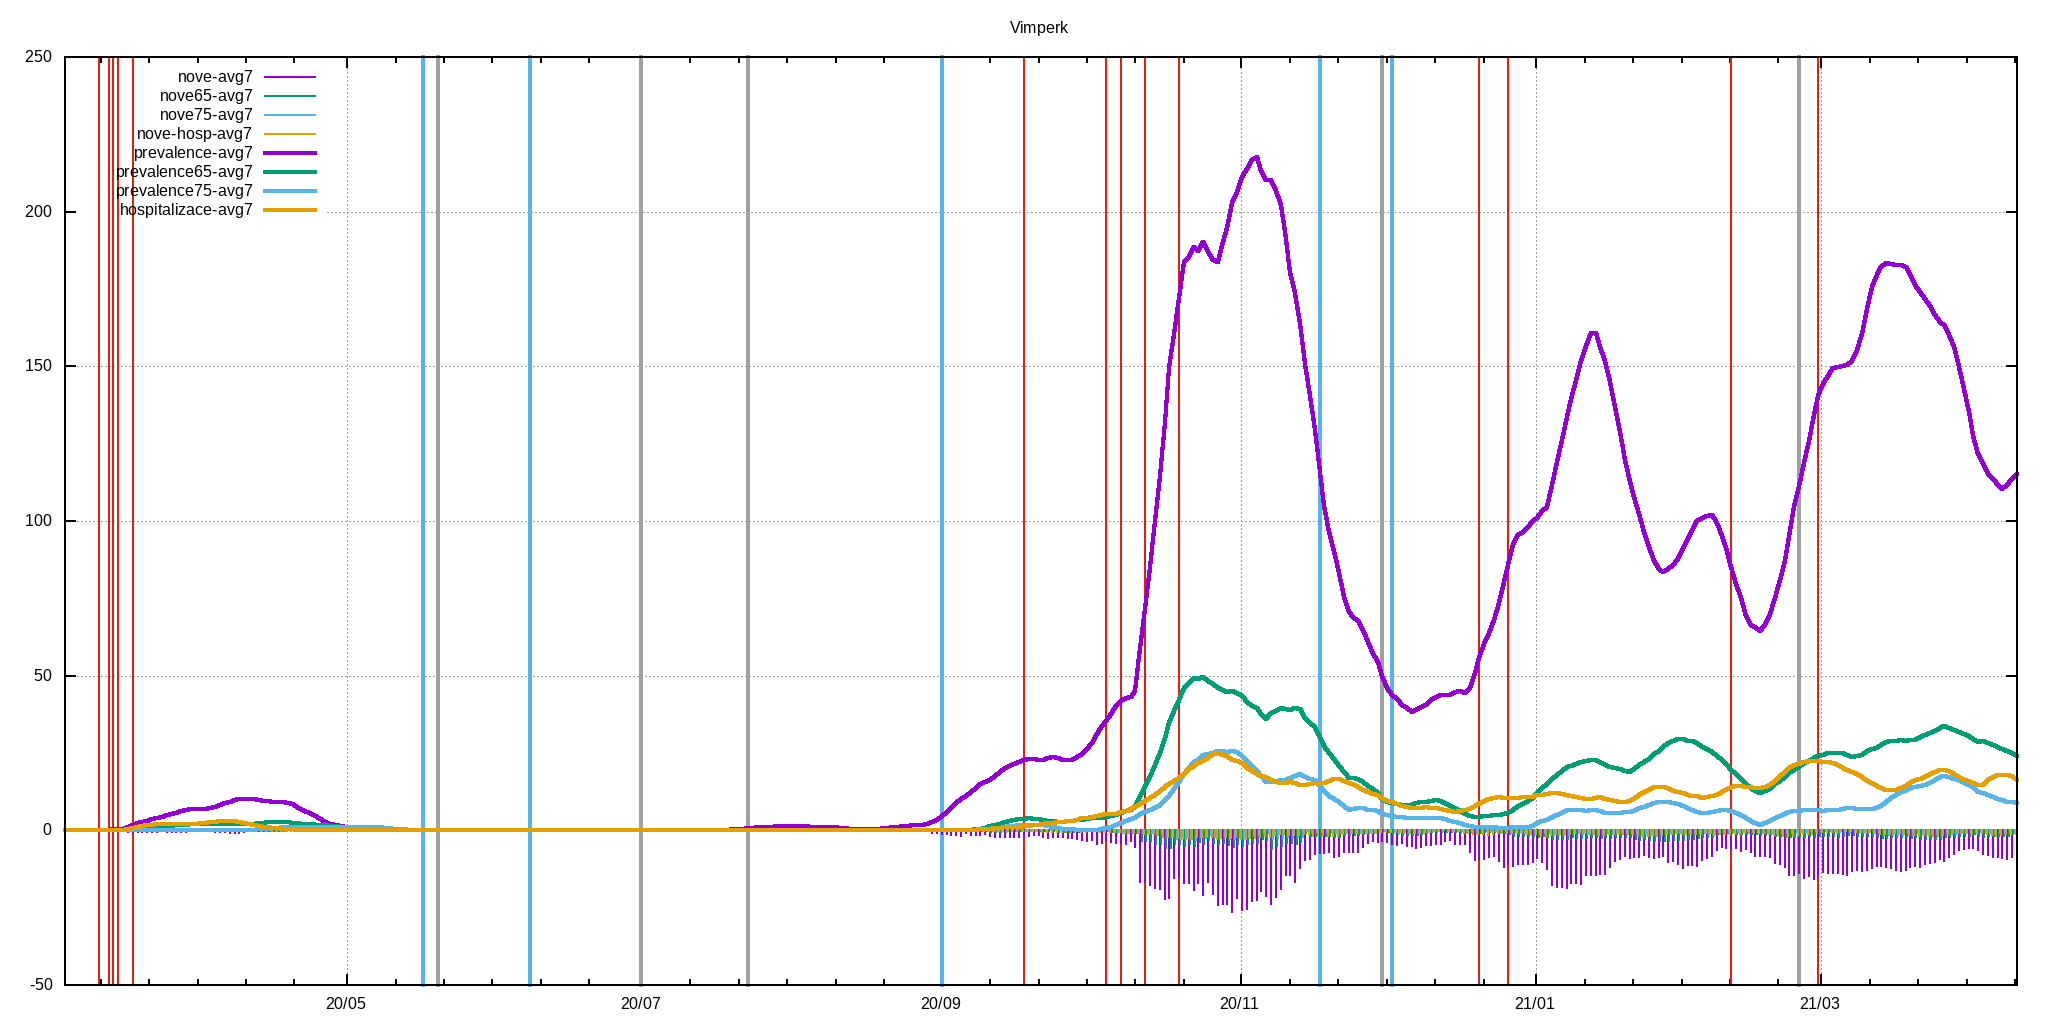 Vimperk
250
nove-avg7
nove65-avg7
nove75-avg7
nove-hosp-avg7
prevalence-avg7
prevalence65-avg7
prevalence75-avg7
hospitalizace-avg7
200
150
100
50
0
-50
20/05 20/07 20/09 20/11 21/01 21/03